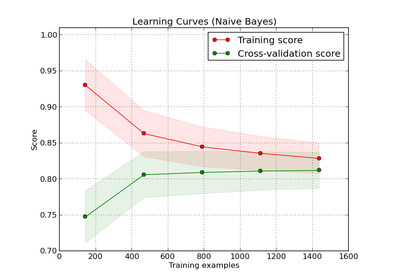 Learning Curves (Naive Bayes)
1.00
0.95
0.90
0.85
0.80
0.75
0.70
Score
Training score
Cross-validation score
0 200 400 600 800 1000 1200 1400 1600
Training examples